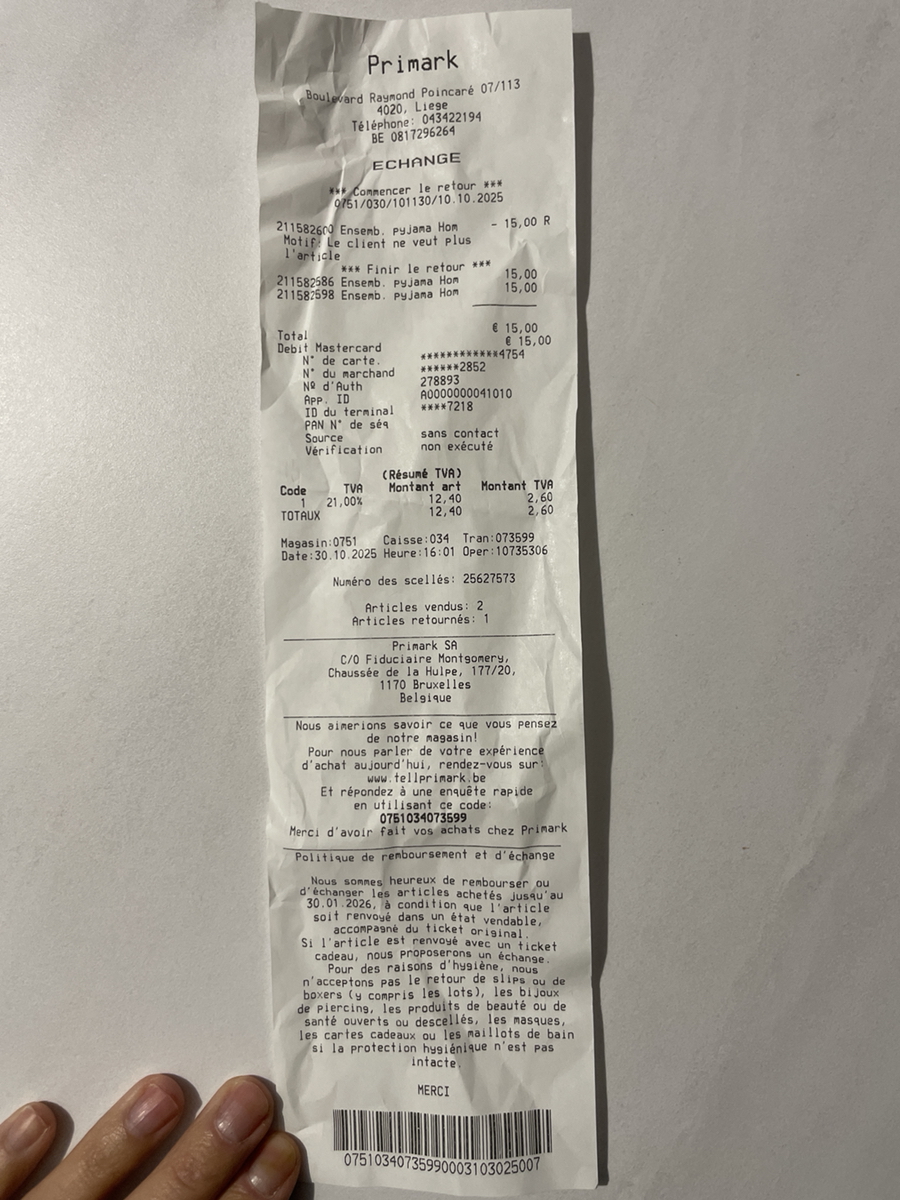 Primark
Boulevard Raymond Poincaré 07/113
4020, Liege
Téléphone: 043422194
BE 0817296264
ECHANGE
*** Commencer le retour ***
0751/030/101130/10.10.2025
211582600 Ensemb. pyjama Hom - 15,00 R
Motif: Le client ne veut plus
l'article
*** Finir le retour ***
211582586 Ensemb. pyjama Hom 15,00
211582598 Ensemb. pyjama Hom 15,00
Total € 15,00
Debit Mastercard € 15,00
N° de carte. ************4754
N° du marchand ******2852
Nº d'Auth 278893
App. ID A0000000041010
ID du terminal ****7218
PAN N° de séq
Source sans contact
Vérification non exécuté
(Résumé TVA)
Code TVA Montant art Montant TVA
1 21,00% 12,40 2,60
TOTAUX 12,40 2,60
Magasin:0751 Caisse:034 Tran:073599
Date:30.10.2025 Heure:16:01 Oper:10735306
Numéro des scellés: 25627573
Articles vendus: 2
Articles retournés: 1
Primark SA
C/O Fiduciaire Montgomery,
Chaussée de la Hulpe, 177/20,
1170 Bruxelles
Belgique
Nous aimerions savoir ce que vous pensez
de notre magasin!
Pour nous parler de votre expérience
d'achat aujourd'hui, rendez-vous sur:
www.tellprimark.be
Et répondez à une enquête rapide
en utilisant ce code:
0751034073599
Merci d'avoir fait vos achats chez Primark
Politique de remboursement et d'échange
Nous sommes heureux de rembourser ou
d'échanger les articles achetés jusqu'au
30.01.2026, à condition que l'article
soit renvoyé dans un état vendable,
accompagné du ticket original.
Si l'article est renvoyé avec un ticket
cadeau, nous proposerons un échange.
Pour des raisons d'hygiène, nous
n'acceptons pas le retour de slips ou de
boxers (y compris les lots), les bijoux
de piercing, les produits de beauté ou de
santé ouverts ou descellés, les masques,
les cartes cadeaux ou les maillots de bain
si la protection hygiénique n'est pas
intacte.
MERCI
07510340735990003103025007